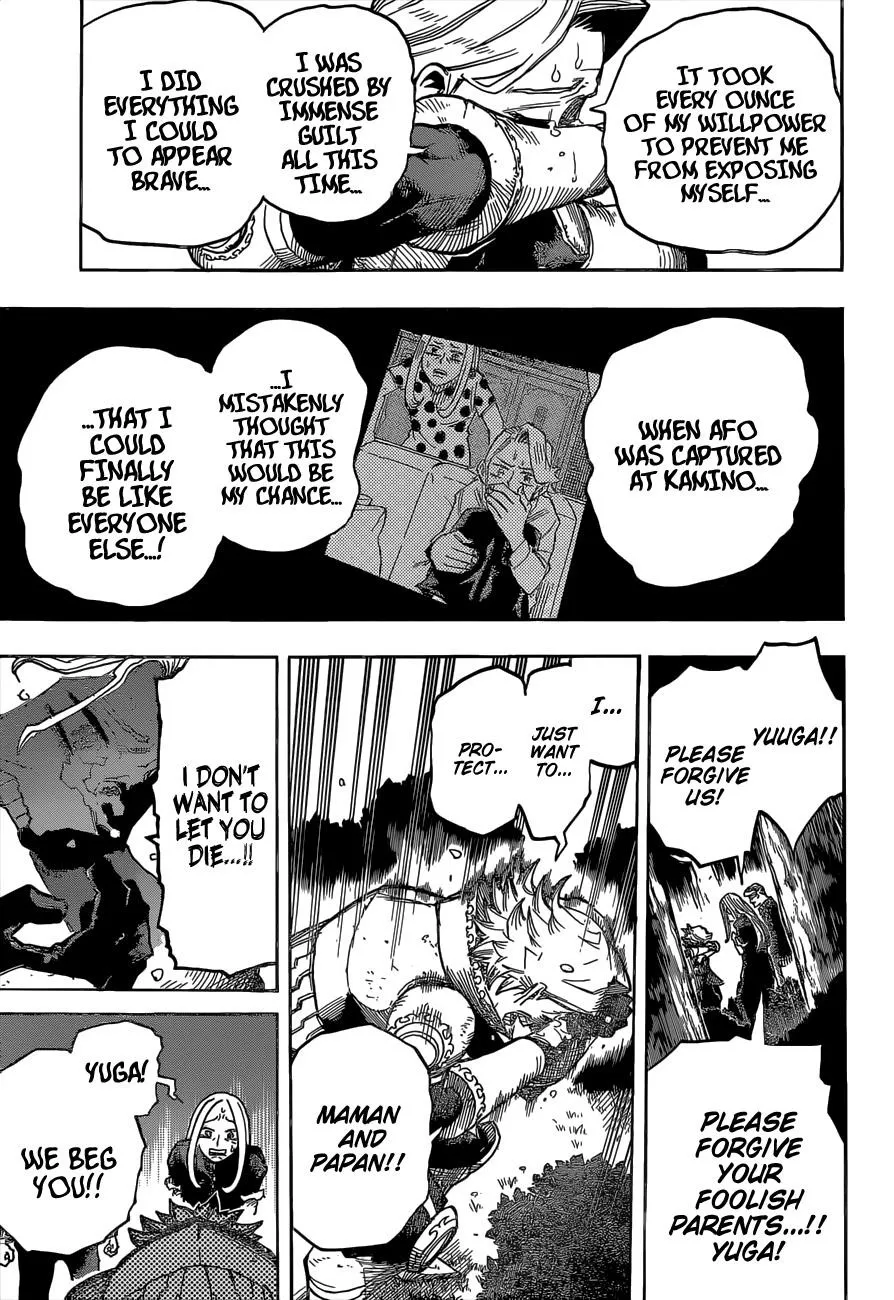 IT TOOK
EVERY OUNCE
OF MY WILLPOWER
TO PREVENT ME
FROM EXPOSING
MYSELF...
I WAS
CRUSHED BY
IMMENSE
GUILT
ALL THIS
TIME...
I DID
EVERYTHING
I COULD
TO APPEAR
BRAVE...
WHEN AFO
WAS CAPTURED
AT KAMINO...
...I
MISTAKENLY
THOUGHT
THAT THIS
WOULD BE
MY CHANCE...
...THAT I
COULD
FINALLY
BE LIKE
EVERYONE
ELSE...!
YUUGA!!
PLEASE
FORGIVE
US!
PLEASE
FORGIVE
YOUR
FOOLISH
PARENTS...!!
YUGA!
I...
JUST
WANT
TO...
PRO-
TECT...
MAMAN
AND
PAPAN!!
I DON'T
WANT TO
LET YOU
DIE...!!
YUGA!
WE BEG
YOU!!